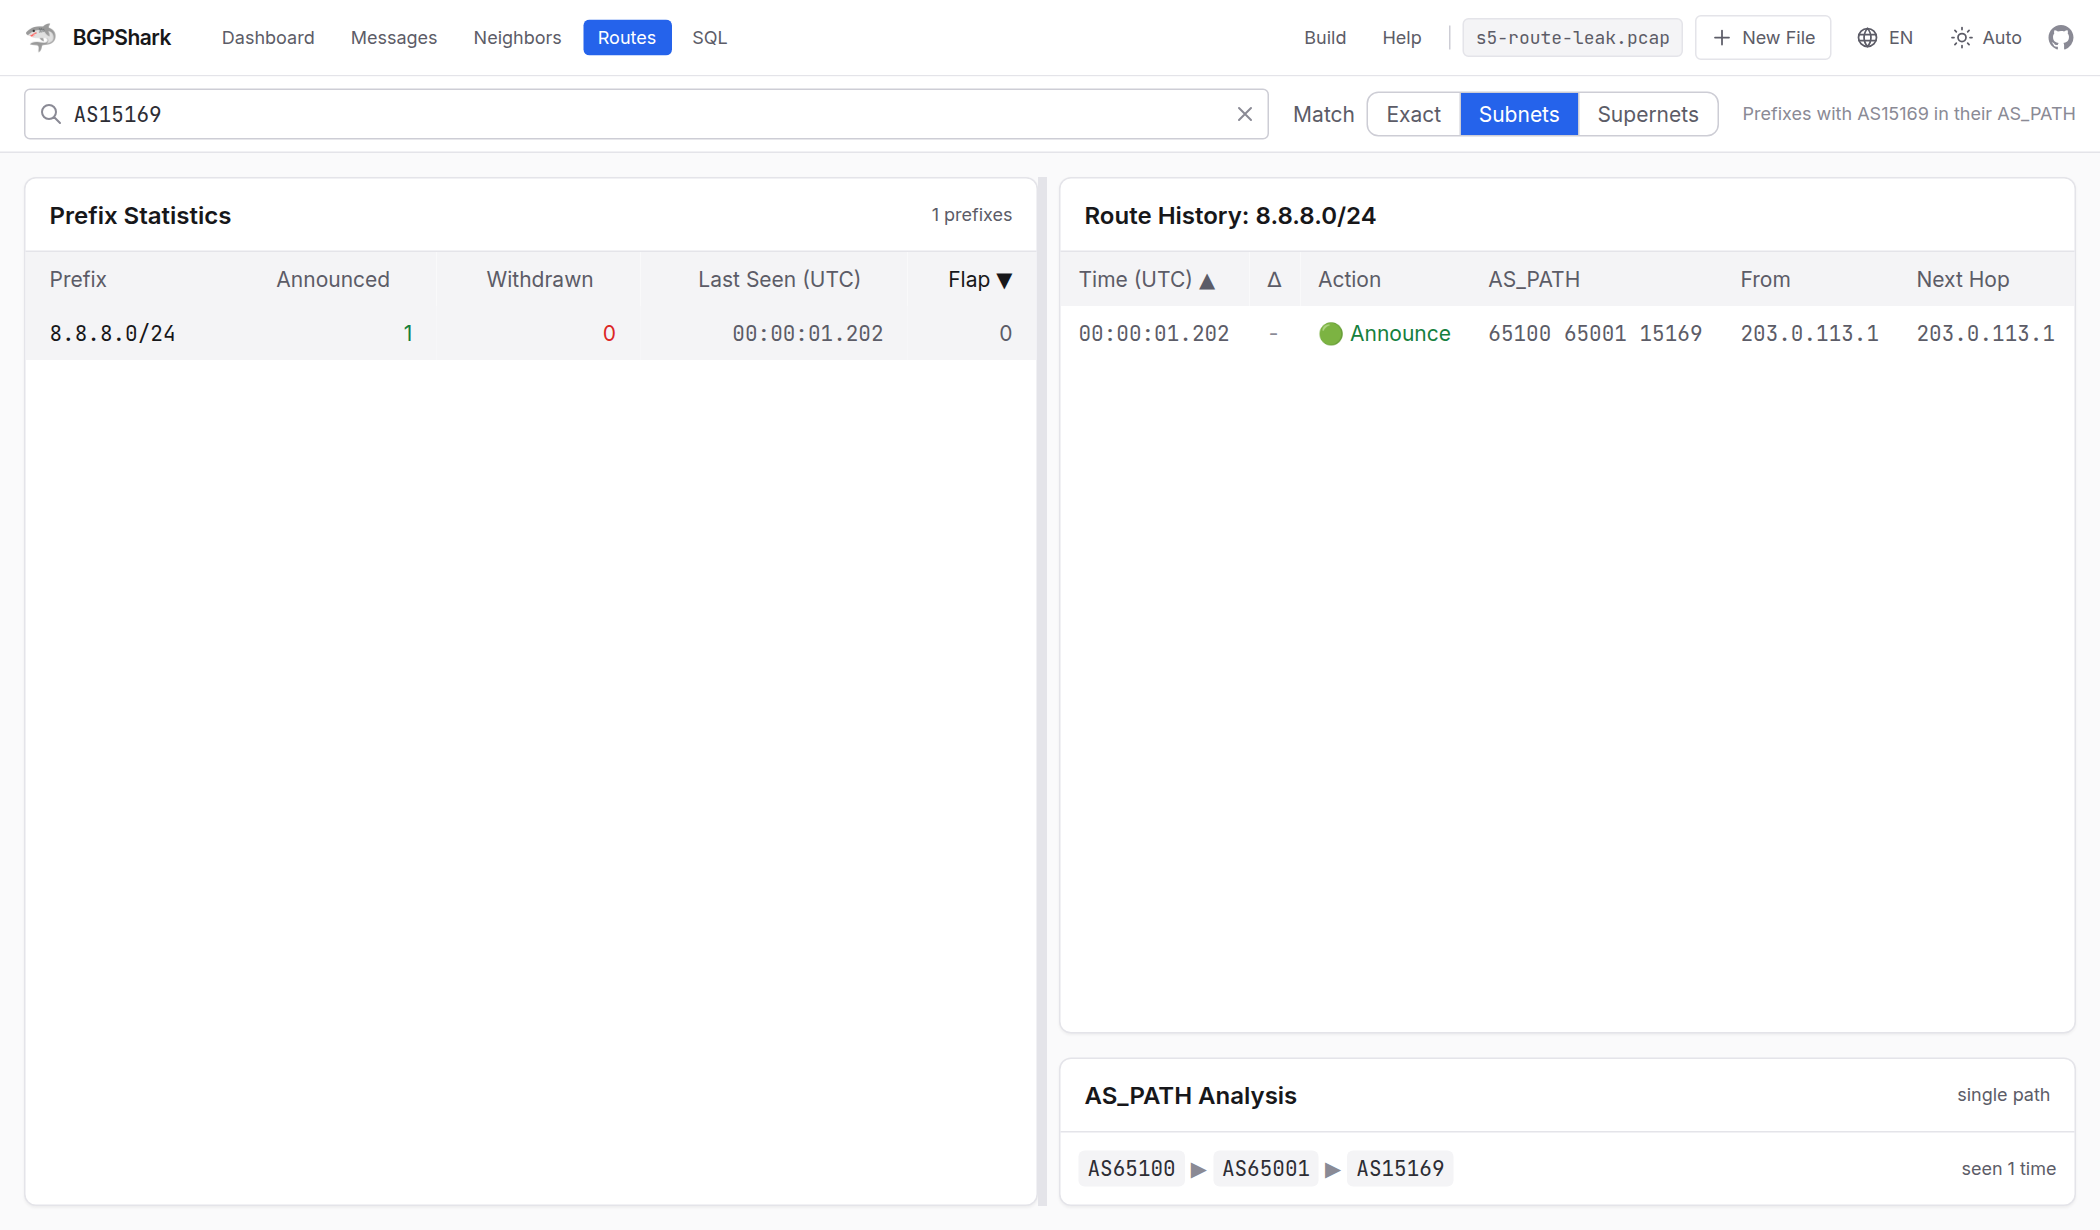 BGPShark Dashboard Messages Neighbors Routes SQL Build Help s5-route-leak.pcap New File EN Auto
AS15169 Match Exact Subnets Supernets Prefixes with AS15169 in their AS_PATH
Prefix Statistics 1 prefixes
Prefix Announced Withdrawn Last Seen (UTC) Flap ▼
8.8.8.0/24 1 0 00:00:01.202 0
Route History: 8.8.8.0/24
Time (UTC) ▲ Δ Action AS_PATH From Next Hop
00:00:01.202 - Announce 65100 65001 15169 203.0.113.1 203.0.113.1
AS_PATH Analysis single path
AS65100 ▶ AS65001 ▶ AS15169 seen 1 time